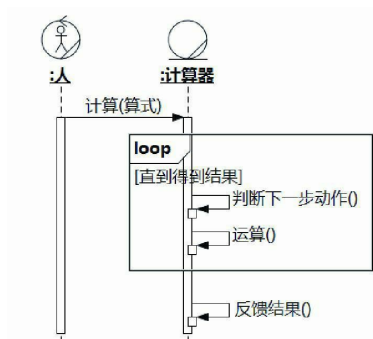 :人
:计算器
计算(算式)
loop
[直到得到结果]
判断下一步动作()
运算()
反馈结果()